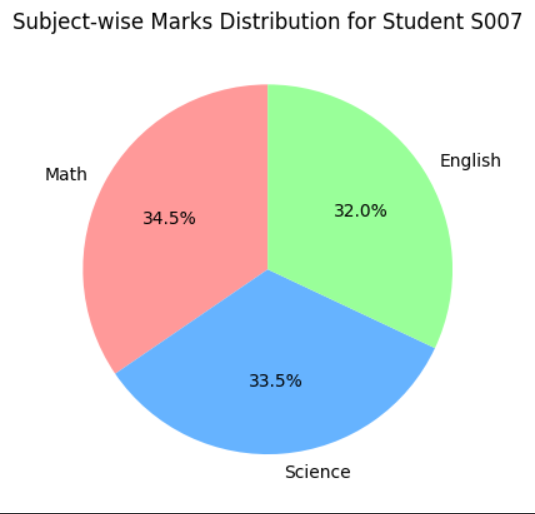 Subject-wise Marks Distribution for Student S007
English
Math
32.0%
34.5%
33.5%
Science